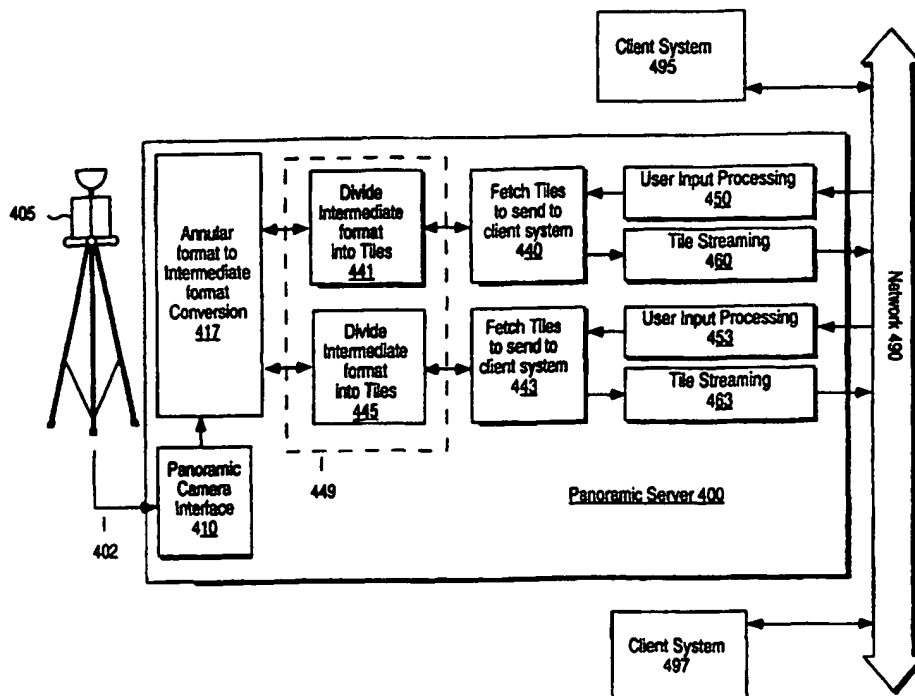 Client System
495
405
Annular
format to
Intermediate
format
Conversion
417
Divide
Intermediate
format
into Tiles
441
Fetch Tiles
to send to
client system
440
User Input Processing
450
Tile Streaming
460
Divide
Intermediate
format
into Tiles
445
Fetch Tiles
to send to
client system
443
User Input Processing
453
Tile Streaming
463
Network 490
Panoramic
Camera
Interface
410
449
Panoramic Server 400
402
Client System
497